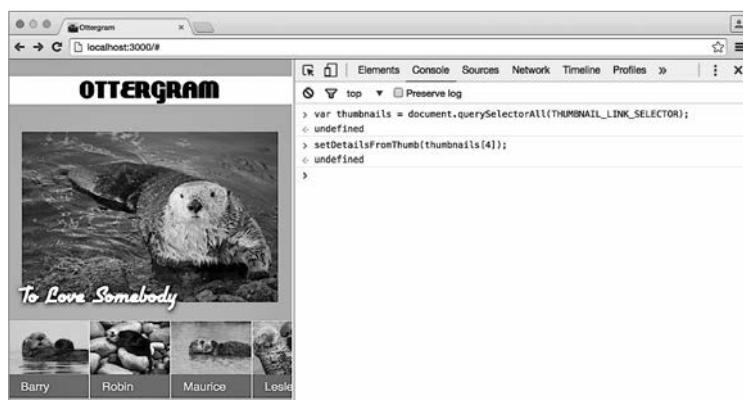 Ottergram
localhost:3000/#
OTTERGRAM
To Love Somebody
Barry
Robin
Maurice
Lesle
Elements Console Sources Network Timeline Profiles »
top ▼ Preserve log
> var thumbnails = document.querySelectorAll(THUMBNAIL_LINK_SELECTOR);
< undefined
> setDetailsFromThumb(thumbnails[4]);
< undefined
>